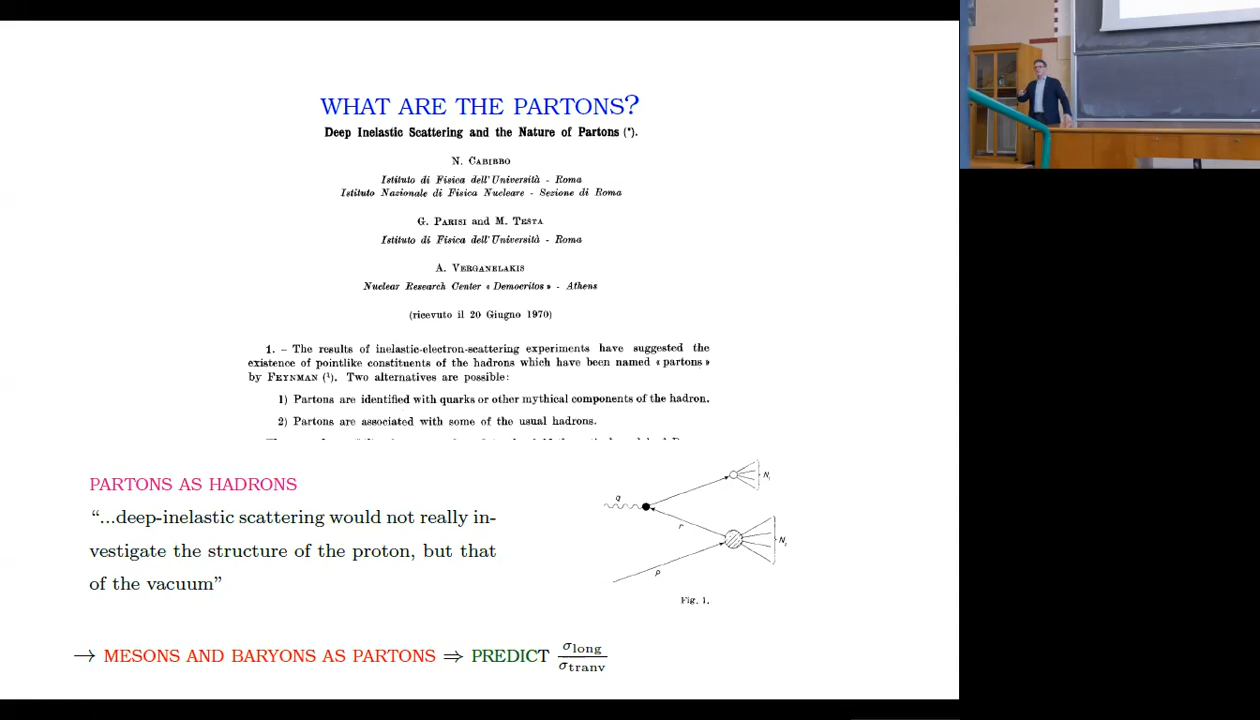 WHAT ARE THE PARTONS?
Deep Inelastic Scattering and the Nature of Partons (*).
N. CABIBBO
Istituto di Fisica dell'Università - Roma
Istituto Nazionale di Fisica Nucleare - Sezione di Roma
G. PARISI and M. TESTA
Istituto di Fisica dell'Università - Roma
A. VERGANELAKIS
Nuclear Research Center « Democritos » - Athens
(ricevuto il 20 Giugno 1970)
1. – The results of inelastic-electron-scattering experiments have suggested the
existence of pointlike constituents of the hadrons which have been named « partons »
by FEYNMAN (¹). Two alternatives are possible:
1) Partons are identified with quarks or other mythical components of the hadron.
2) Partons are associated with some of the usual hadrons.
PARTONS AS HADRONS
“...deep-inelastic scattering would not really in-
vestigate the structure of the proton, but that
of the vacuum”
q
r
p
N₁
N₂
Fig. 1.
→ MESONS AND BARYONS AS PARTONS ⇒ PREDICT σlong/σtranv